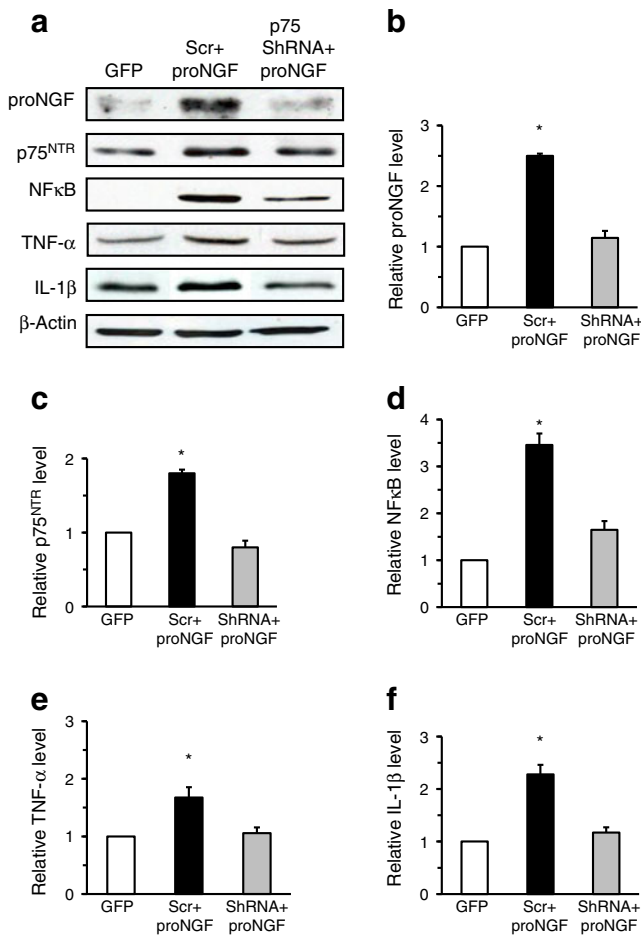 a
GFP
Scr+
proNGF
p75
ShRNA+
proNGF
proNGF
p75NTR
NFκB
TNF-α
IL-1β
β-Actin
b
Relative proNGF level
3
2
1
0
*
GFP
Scr+
proNGF
ShRNA+
proNGF
c
Relative p75NTR level
2
1
0
*
GFP
Scr+
proNGF
ShRNA+
proNGF
d
Relative NFκB level
4
3
2
1
0
*
GFP
Scr+
proNGF
ShRNA+
proNGF
e
Relative TNF-α level
3
2
1
0
*
GFP
Scr+
proNGF
ShRNA+
proNGF
f
Relative IL-1β level
3
2
1
0
*
GFP
Scr+
proNGF
ShRNA+
proNGF